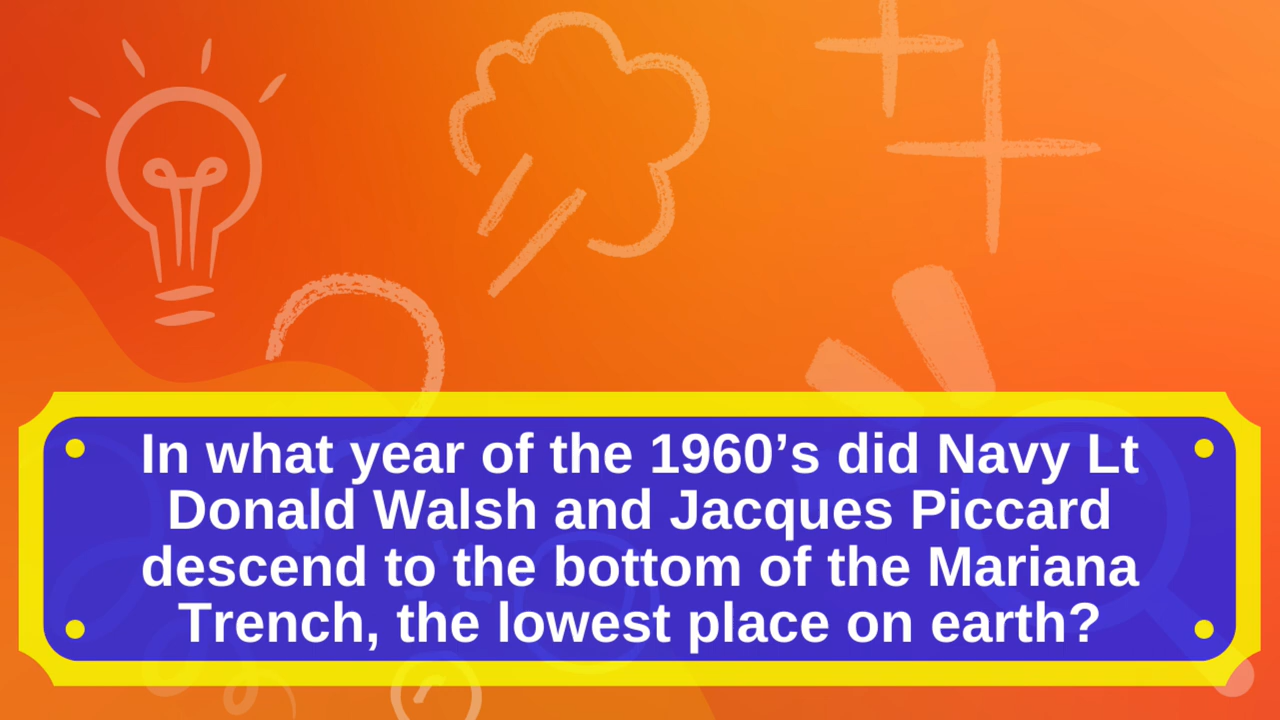 In what year of the 1960’s did Navy Lt
Donald Walsh and Jacques Piccard
descend to the bottom of the Mariana
Trench, the lowest place on earth?